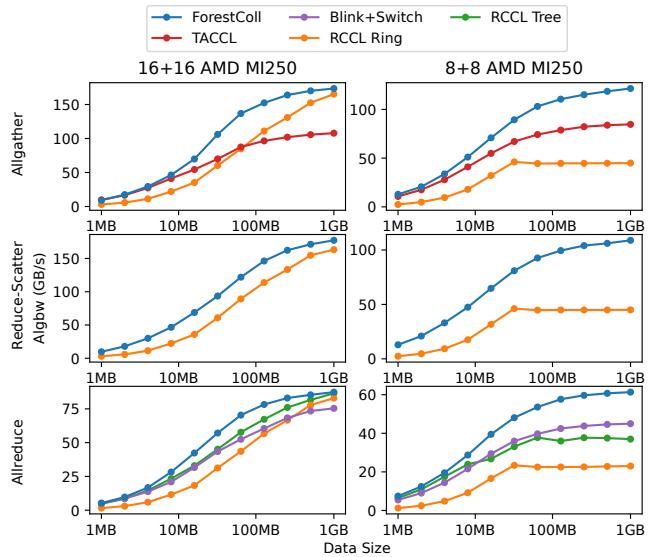 ForestColl Blink+Switch RCCL Tree
TACCL RCCL Ring
16+16 AMD MI250 8+8 AMD MI250
Allgather
150
100
50
0
100
50
0
1MB 10MB 100MB 1GB 1MB 10MB 100MB 1GB
Reduce-Scatter
Algbw (GB/s)
150
100
50
0
100
50
0
1MB 10MB 100MB 1GB 1MB 10MB 100MB 1GB
Allreduce
75
50
25
0
60
40
20
0
1MB 10MB 100MB 1GB 1MB 10MB 100MB 1GB
Data Size